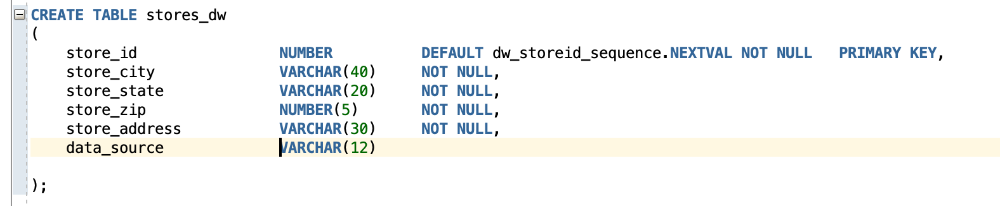 CREATE TABLE stores_dw
(
store_id NUMBER DEFAULT dw_storeid_sequence.NEXTVAL NOT NULL PRIMARY KEY,
store_city VARCHAR(40) NOT NULL,
store_state VARCHAR(20) NOT NULL,
store_zip NUMBER(5) NOT NULL,
store_address VARCHAR(30) NOT NULL,
data_source VARCHAR(12)
);